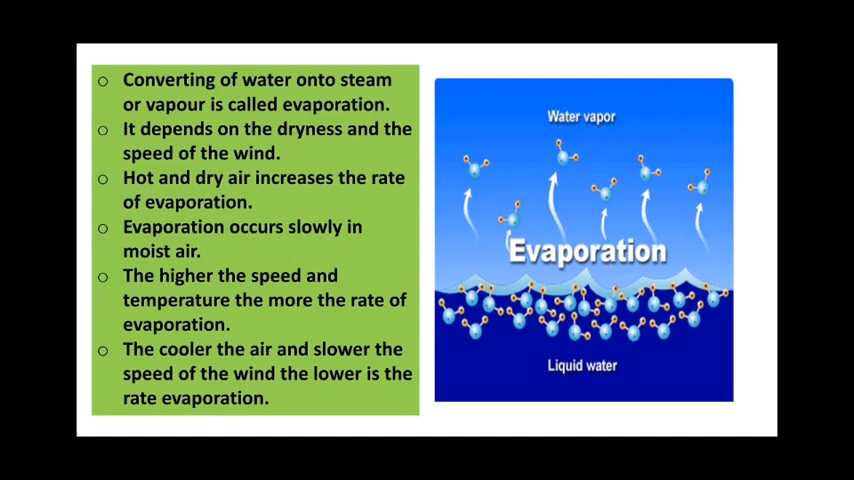 ○ Converting of water onto steam
or vapour is called evaporation.
○ It depends on the dryness and the
speed of the wind.
○ Hot and dry air increases the rate
of evaporation.
○ Evaporation occurs slowly in
moist air.
○ The higher the speed and
temperature the more the rate of
evaporation.
○ The cooler the air and slower the
speed of the wind the lower is the
rate evaporation.
Water vapor
Evaporation
Liquid water